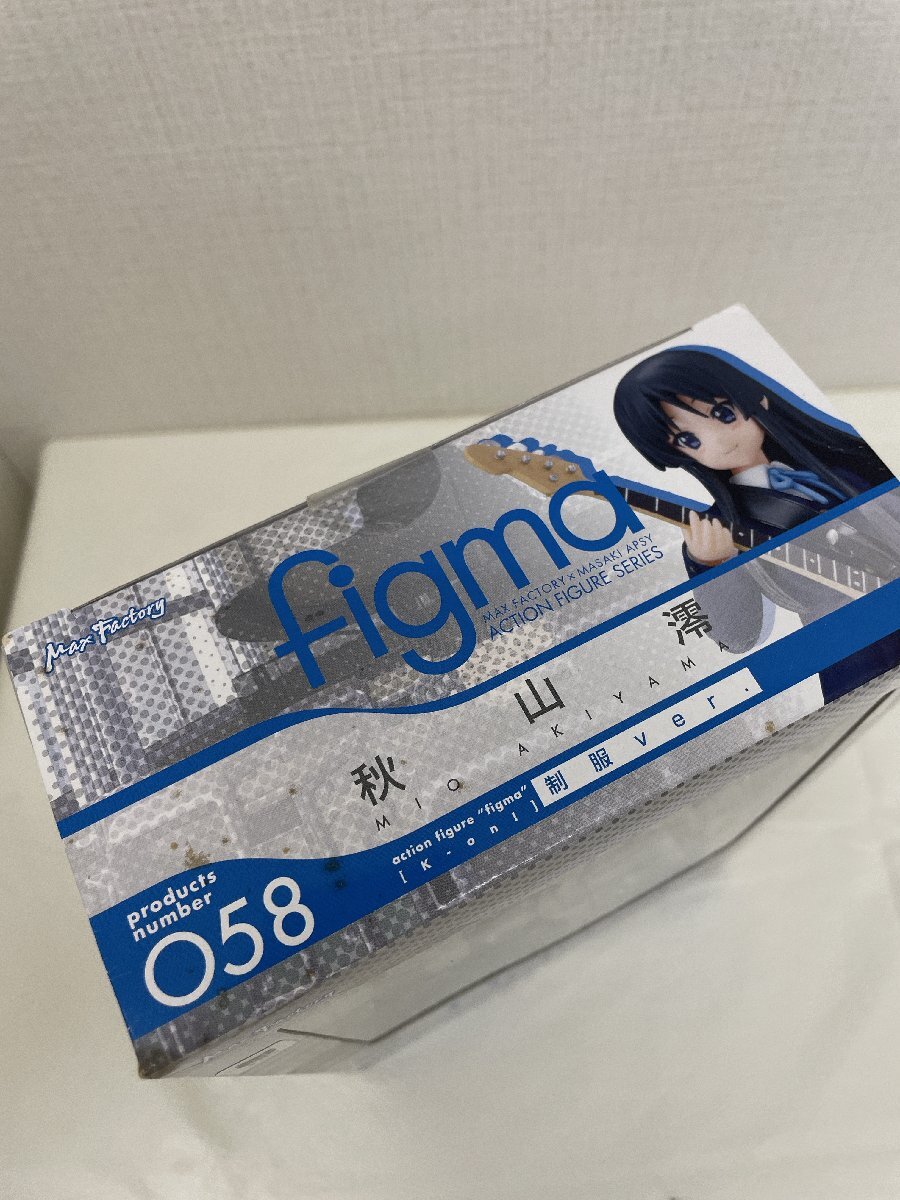 Max Factory
figma
MAX FACTORY × MASAKI APSY
ACTION FIGURE SERIES
秋山 澪
MIO AKIYAMA
action figure "figma"
[K-on!] 制服ver.
products
number
058